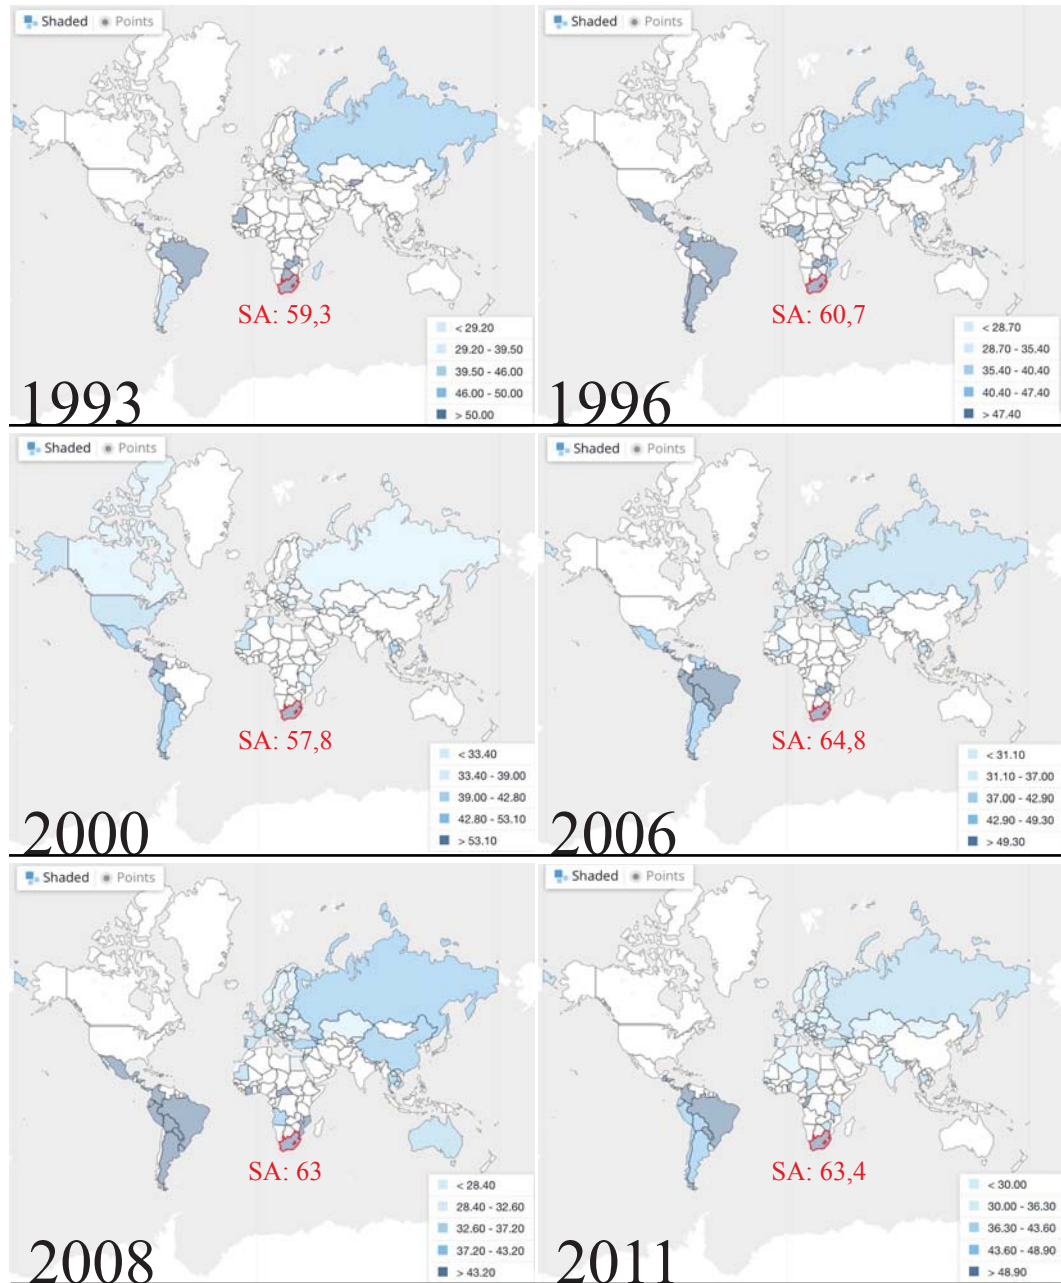 Shaded Points
SA: 59,3
< 29.20
29.20 - 39.50
39.50 - 46.00
46.00 - 50.00
> 50.00
1993
Shaded Points
SA: 60,7
< 28.70
28.70 - 35.40
35.40 - 40.40
40.40 - 47.40
> 47.40
1996
Shaded Points
SA: 57,8
< 33.40
33.40 - 39.00
39.00 - 42.80
42.80 - 53.10
> 53.10
2000
Shaded Points
SA: 64,8
< 31.10
31.10 - 37.00
37.00 - 42.90
42.90 - 49.30
> 49.30
2006
Shaded Points
SA: 63
< 28.40
28.40 - 32.60
32.60 - 37.20
37.20 - 43.20
> 43.20
2008
Shaded Points
SA: 63,4
< 30.00
30.00 - 36.30
36.30 - 43.60
43.60 - 48.90
> 48.90
2011